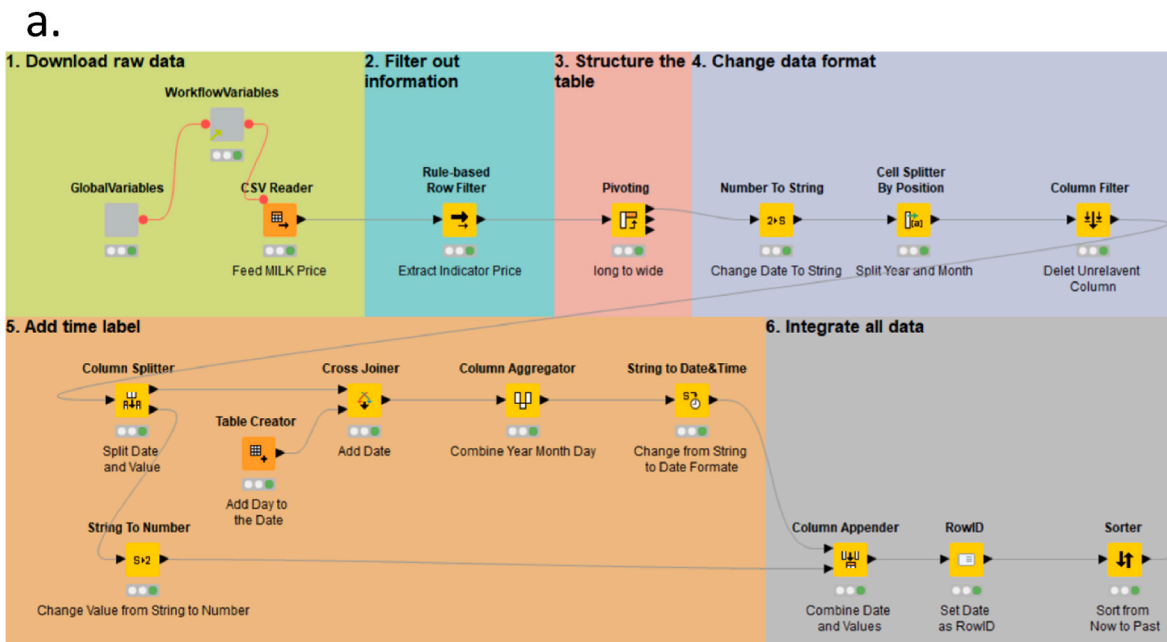 a.
1. Download raw data
2. Filter out
information
3. Structure the
table
4. Change data format
WorkflowVariables
GlobalVariables
CSV Reader
Feed MILK Price
Rule-based
Row Filter
Extract Indicator Price
Pivoting
long to wide
Number To String
2▸S
Change Date To String
Cell Splitter
By Position
[a]
Split Year and Month
Column Filter
Delet Unrelavent
Column
5. Add time label
6. Integrate all data
Column Splitter
Split Date
and Value
Table Creator
Add Day to
the Date
Cross Joiner
Add Date
Column Aggregator
Combine Year Month Day
String to Date&Time
S
Change from String
to Date Formate
String To Number
S▸2
Change Value from String to Number
Column Appender
Combine Date
and Values
RowID
Set Date
as RowID
Sorter
Sort from
Now to Past